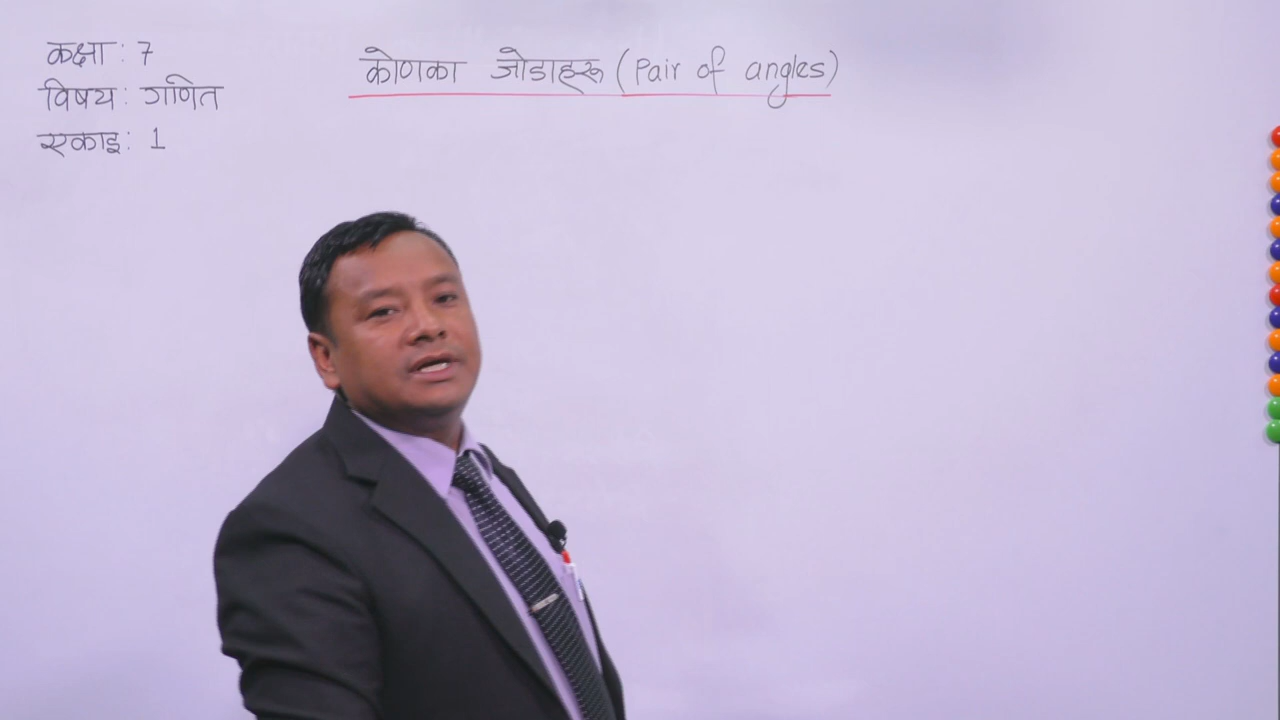 कक्षा : 7
विषय : गणित
एकाइ : 1
कोणका जोडाहरू (Pair of angles)